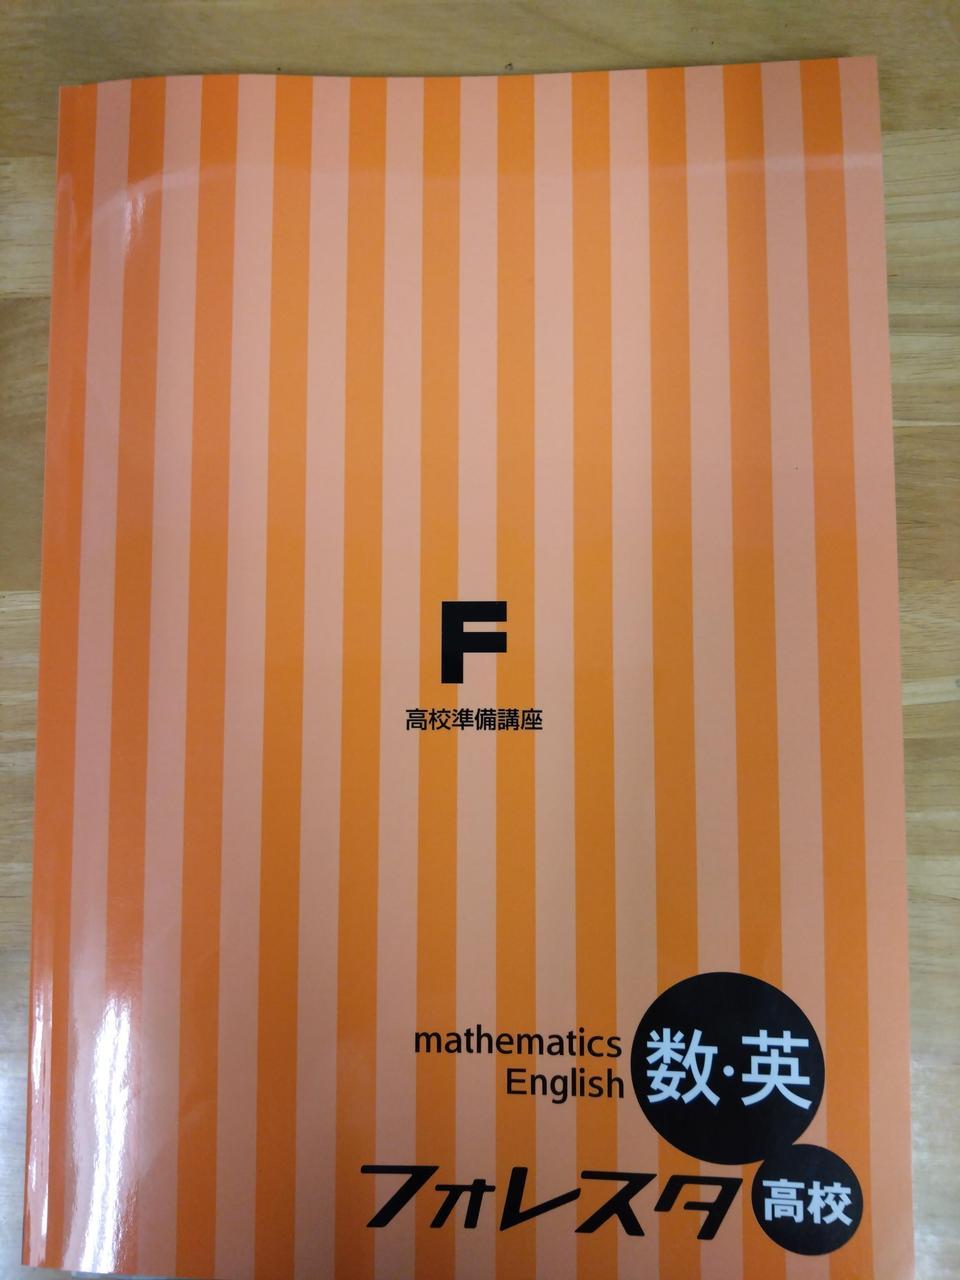 F
高校準備講座
mathematics
English
数・英
フォレスタ
高校